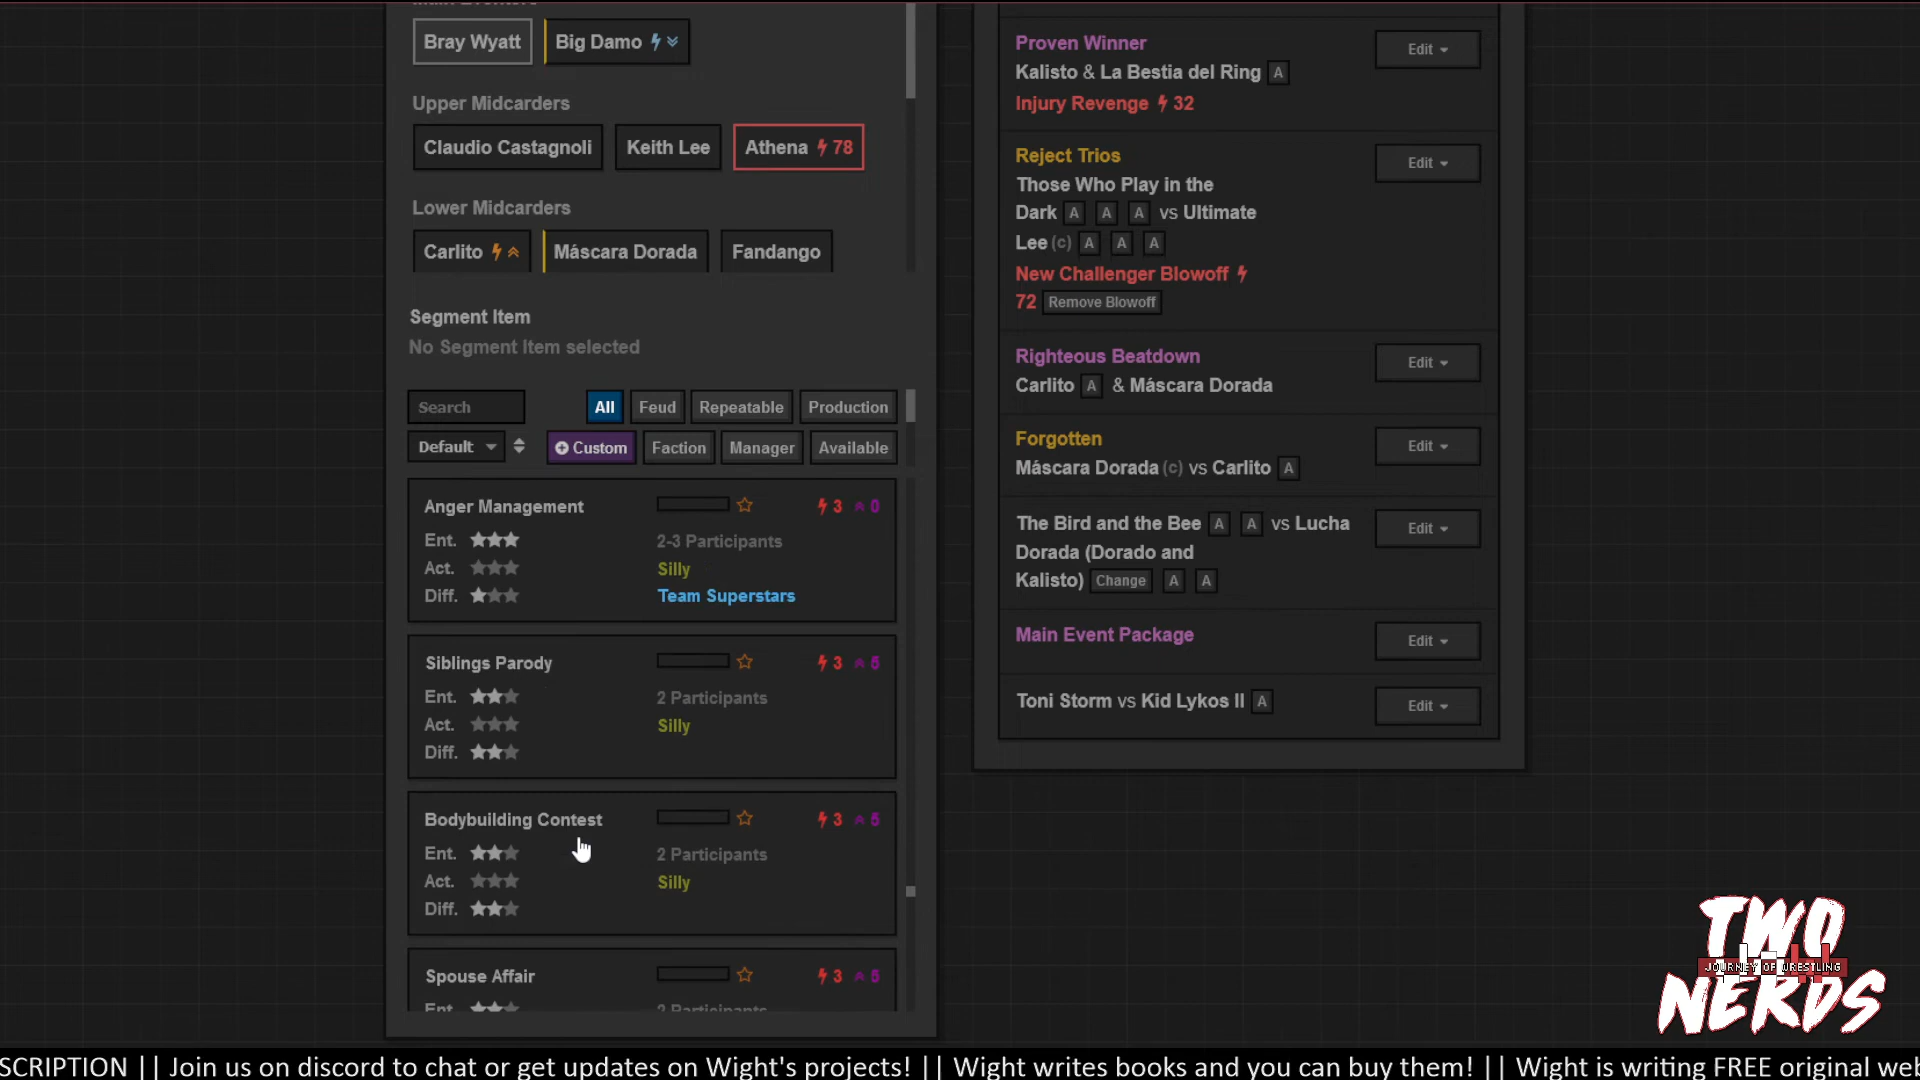 Bray Wyatt
Big Damo
Upper Midcarders
Claudio Castagnoli
Keith Lee
Athena 78
Lower Midcarders
Carlito
Máscara Dorada
Fandango
Segment Item
No Segment Item selected
Search
All
Feud
Repeatable
Production
Default
Custom
Faction
Manager
Available
Anger Management
3 0
Ent.
2-3 Participants
Act.
Silly
Diff.
Team Superstars
Siblings Parody
3 5
Ent.
2 Participants
Act.
Silly
Diff.
Bodybuilding Contest
3 5
Ent.
2 Participants
Act.
Silly
Diff.
Spouse Affair
3 5
Ent.
2 Participants
Proven Winner
Edit
Kalisto & La Bestia del Ring A
Injury Revenge 32
Reject Trios
Edit
Those Who Play in the
Dark A A A vs Ultimate
Lee (c) A A A
New Challenger Blowoff
72 Remove Blowoff
Righteous Beatdown
Edit
Carlito A & Máscara Dorada
Forgotten
Edit
Máscara Dorada (c) vs Carlito A
The Bird and the Bee A A vs Lucha
Edit
Dorada (Dorado and
Kalisto) Change A A
Main Event Package
Edit
Toni Storm vs Kid Lykos II A
Edit
TWO
JOURNEY OF WRESTLING
NERDS
SCRIPTION || Join us on discord to chat or get updates on Wight's projects! || Wight writes books and you can buy them! || Wight is writing FREE original web